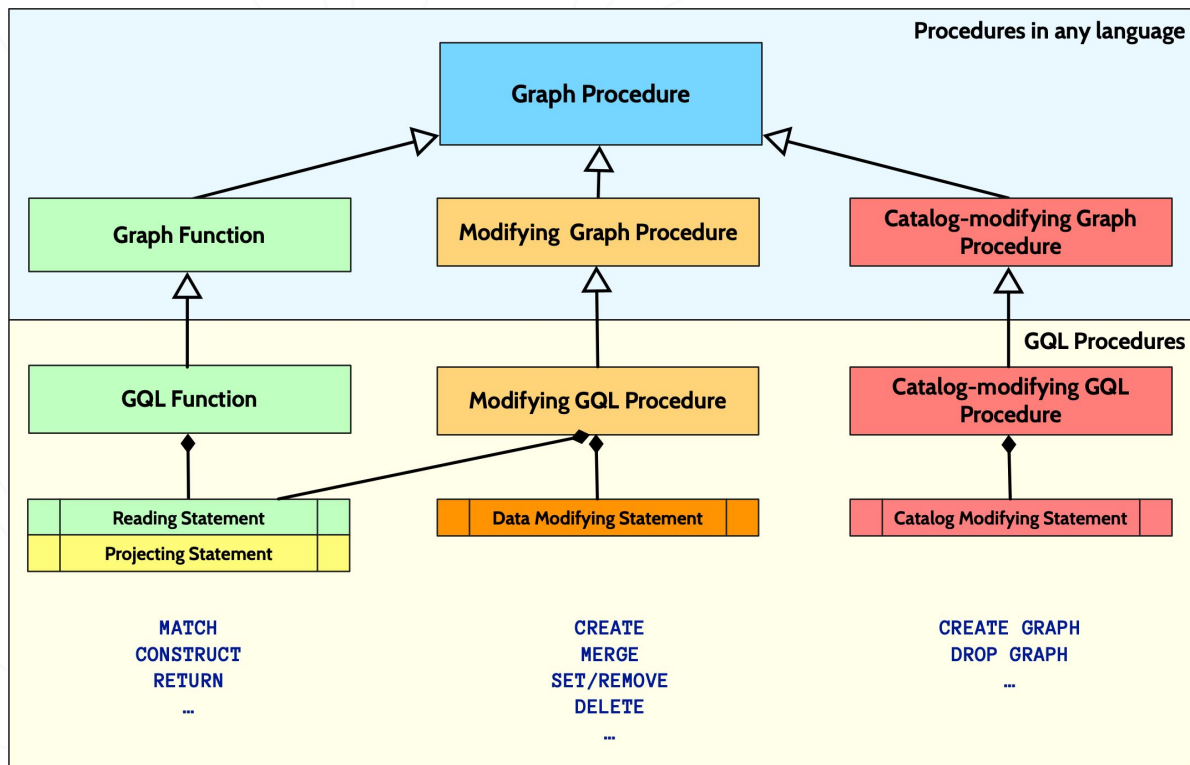 Procedures in any language
Graph Procedure
Graph Function
Modifying Graph Procedure
Catalog-modifying Graph
Procedure
GQL Procedures
GQL Function
Modifying GQL Procedure
Catalog-modifying GQL
Procedure
Reading Statement
Projecting Statement
Data Modifying Statement
Catalog Modifying Statement
MATCH
CONSTRUCT
RETURN
…
CREATE
MERGE
SET/REMOVE
DELETE
…
CREATE GRAPH
DROP GRAPH
…